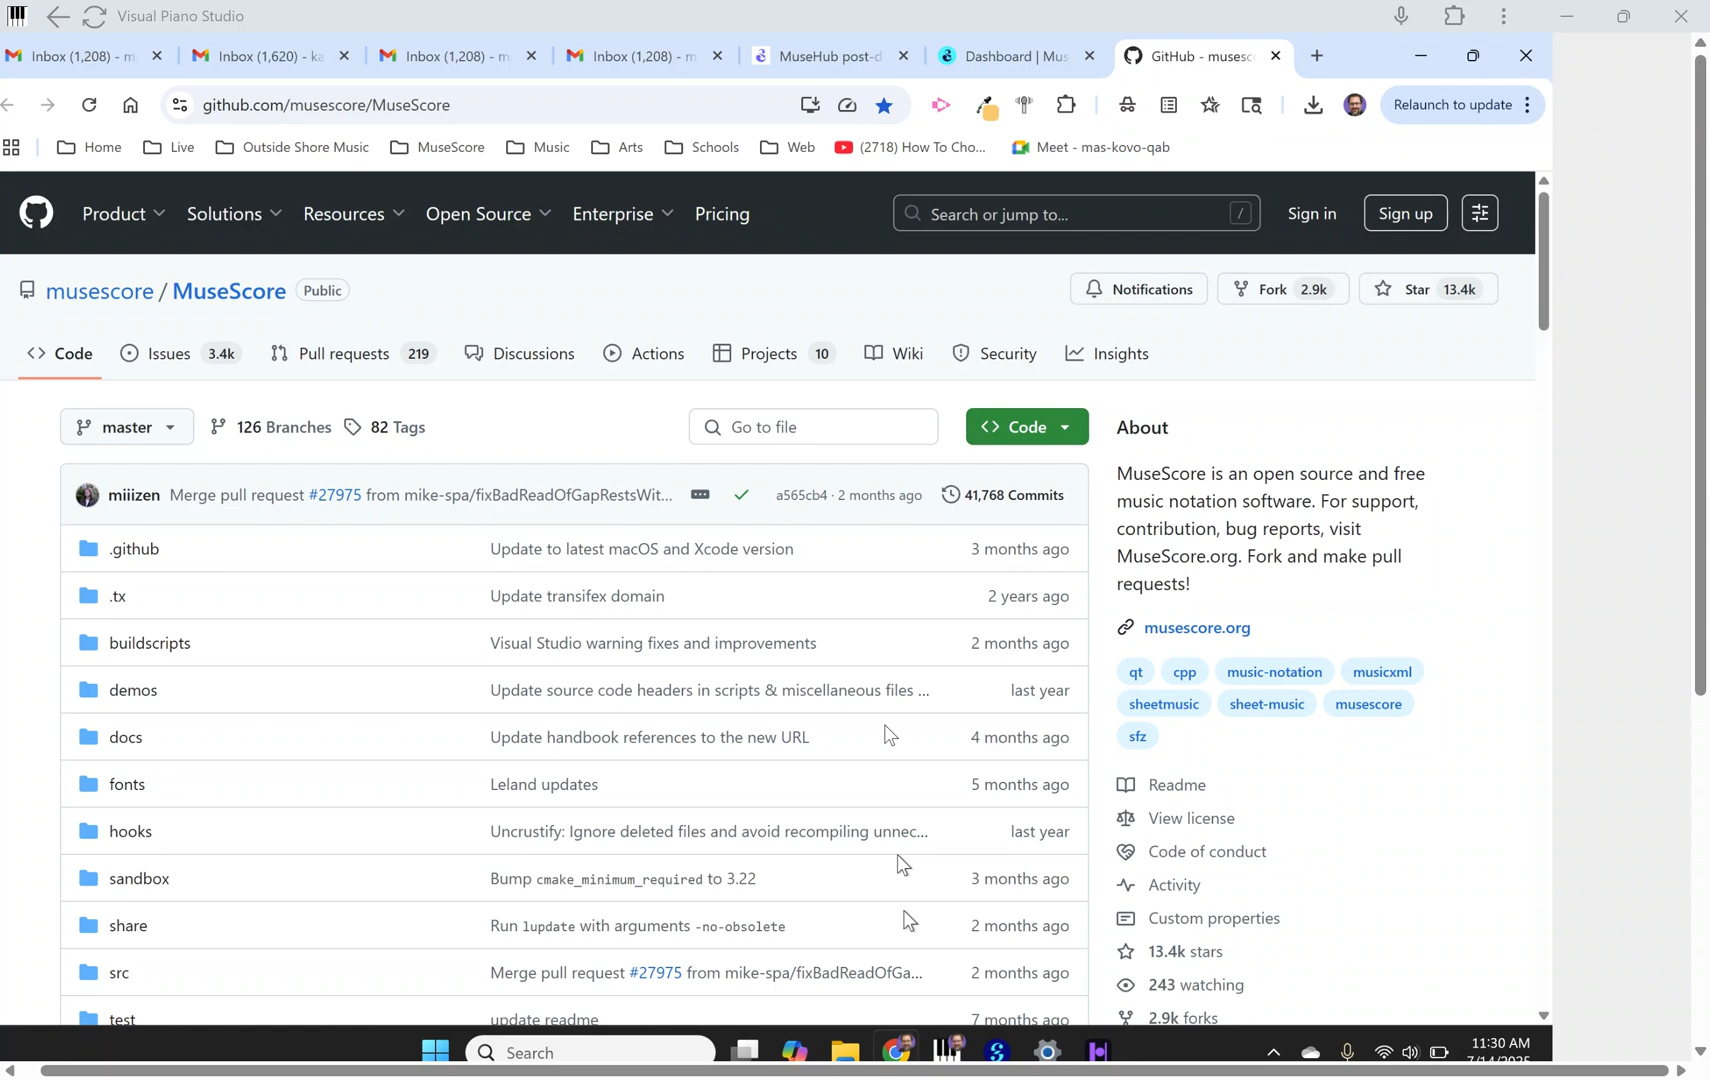 Visual Piano Studio
Inbox (1,208) - m
Inbox (1,620) - ka
Inbox (1,208) - m
Inbox (1,208) - m
MuseHub post-d
Dashboard | Mus
GitHub - musesc
github.com/musescore/MuseScore
Relaunch to update
Home
Live
Outside Shore Music
MuseScore
Music
Arts
Schools
Web
(2718) How To Cho...
Meet - mas-kovo-qab
Product
Solutions
Resources
Open Source
Enterprise
Pricing
Search or jump to...
/
Sign in
Sign up
musescore / MuseScore
Public
Notifications
Fork 2.9k
Star 13.4k
Code
Issues 3.4k
Pull requests 219
Discussions
Actions
Projects 10
Wiki
Security
Insights
master
126 Branches
82 Tags
Go to file
Code
miiizen Merge pull request #27975 from mike-spa/fixBadReadOfGapRestsWit...
a565cb4 · 2 months ago
41,768 Commits
.github Update to latest macOS and Xcode version 3 months ago
.tx Update transifex domain 2 years ago
buildscripts Visual Studio warning fixes and improvements 2 months ago
demos Update source code headers in scripts & miscellaneous files ... last year
docs Update handbook references to the new URL 4 months ago
fonts Leland updates 5 months ago
hooks Uncrustify: Ignore deleted files and avoid recompiling unnec... last year
sandbox Bump cmake_minimum_required to 3.22 3 months ago
share Run lupdate with arguments -no-obsolete 2 months ago
src Merge pull request #27975 from mike-spa/fixBadReadOfGa... 2 months ago
test update readme 7 months ago
About
MuseScore is an open source and free
music notation software. For support,
contribution, bug reports, visit
MuseScore.org. Fork and make pull
requests!
musescore.org
qt cpp music-notation musicxml
sheetmusic sheet-music musescore
sfz
Readme
View license
Code of conduct
Activity
Custom properties
13.4k stars
243 watching
2.9k forks
Search
11:30 AM
7/14/2025